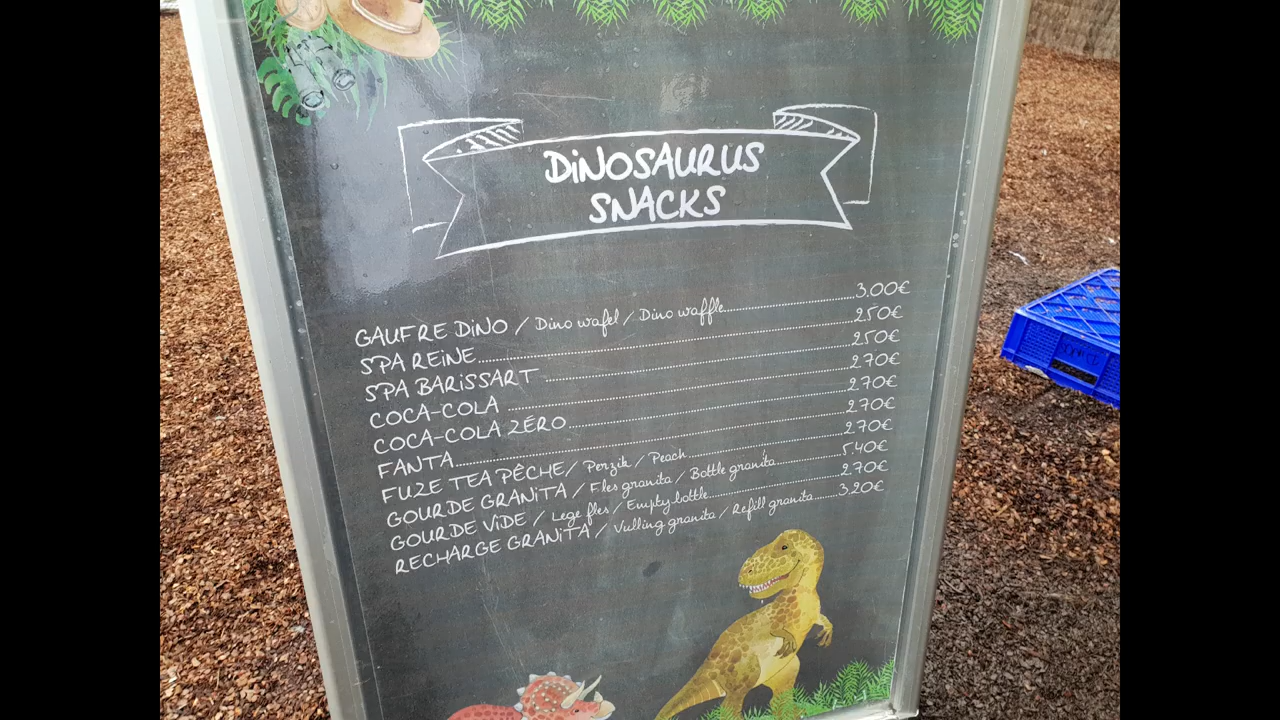 DiNOSAURUS
SNACKS
GAUFRE DiNO / Dino wafel / Dino waffle 3.00€
SPA REiNE 2.50€
SPA BARiSSART 2.50€
COCA-COLA 2.70€
COCA-COLA ZÉRO 2.70€
FANTA 2.70€
FUZE TEA PÊCHE / Perzik / Peach 2.70€
GOURDE GRANiTA / Fles granita / Bottle granita 5.40€
GOURDE ViDE / Lege fles / Empty bottle 2.70€
RECHARGE GRANiTA / Vulling granita / Refill granita 3.20€